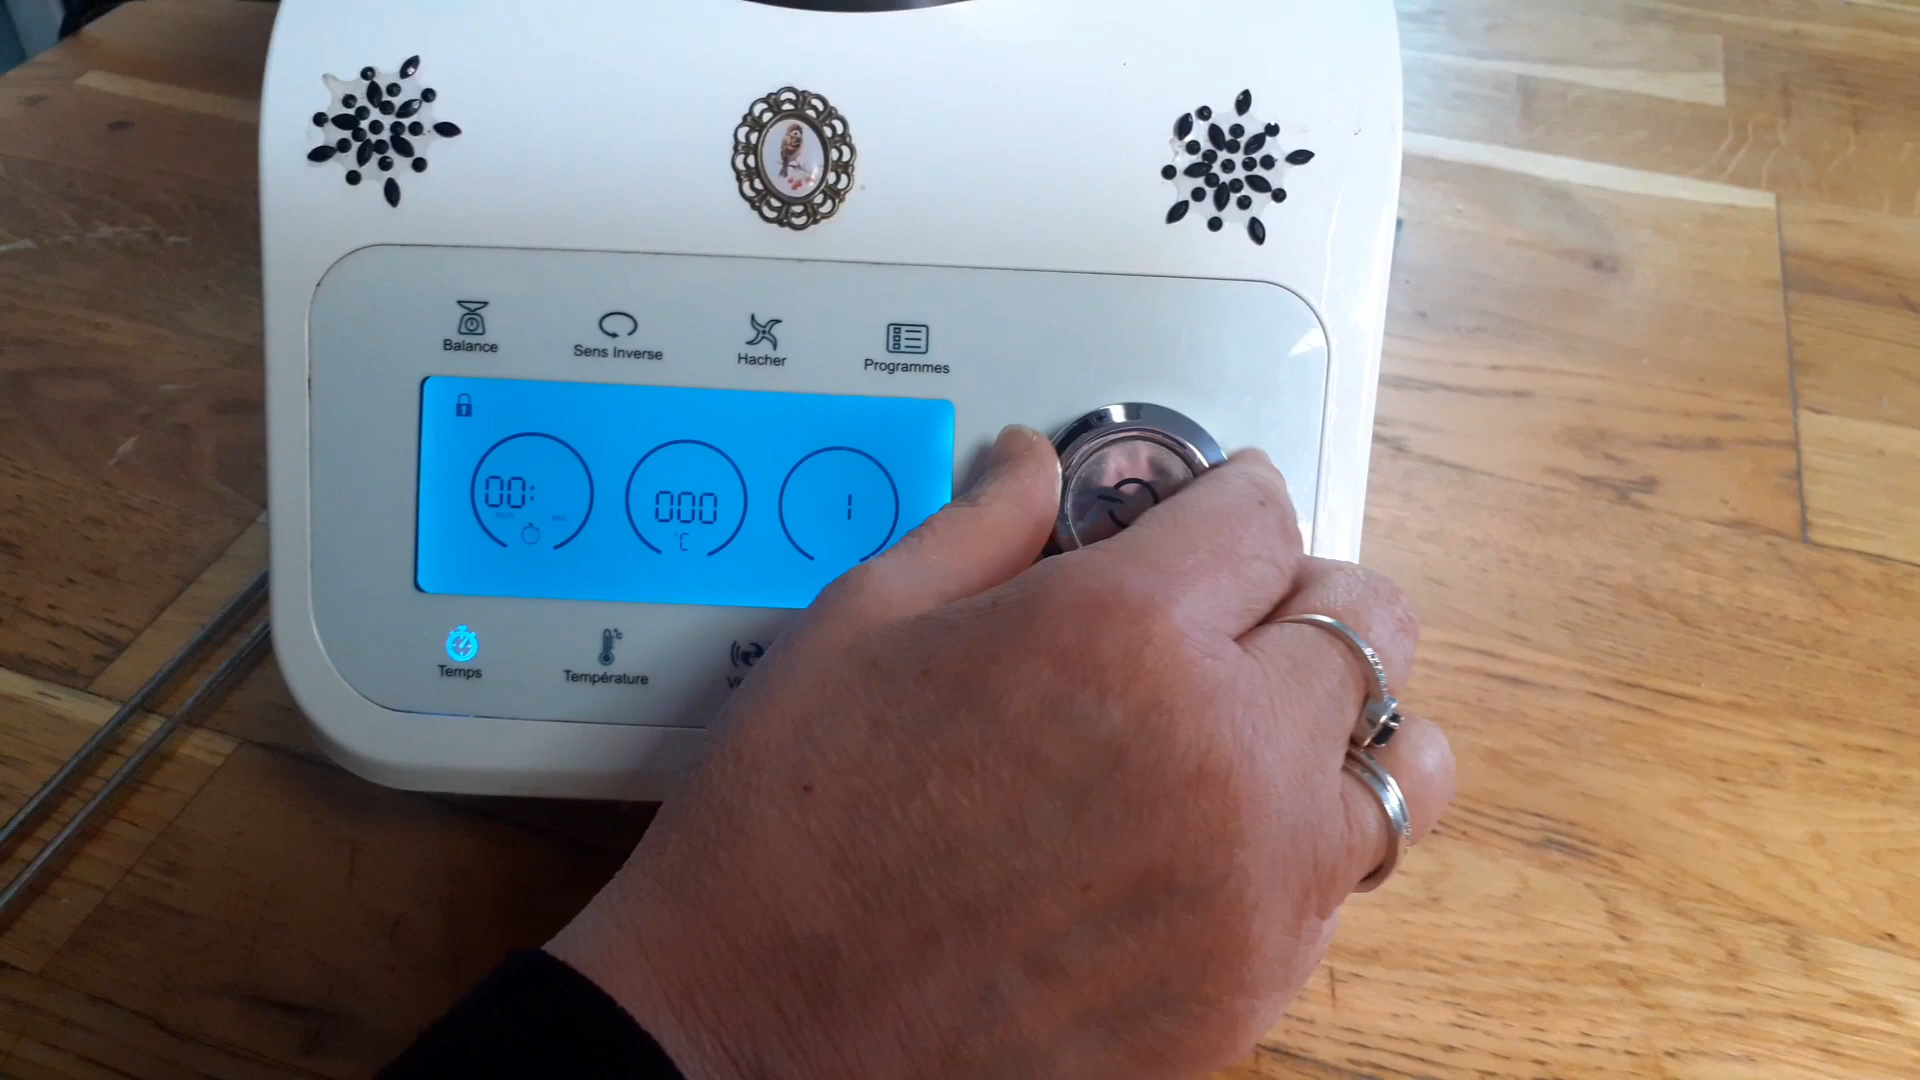 Balance
Sens Inverse
Hacher
Programmes
00:
000
1
°C
Temps
Température